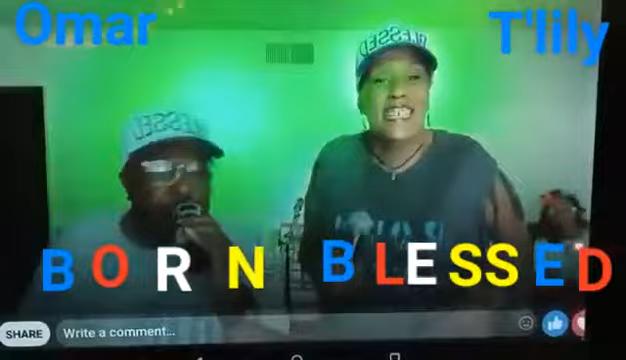 Omar
T'lily
BLESSED
BLESSED
BORN BLESSED
SHARE
Write a comment...